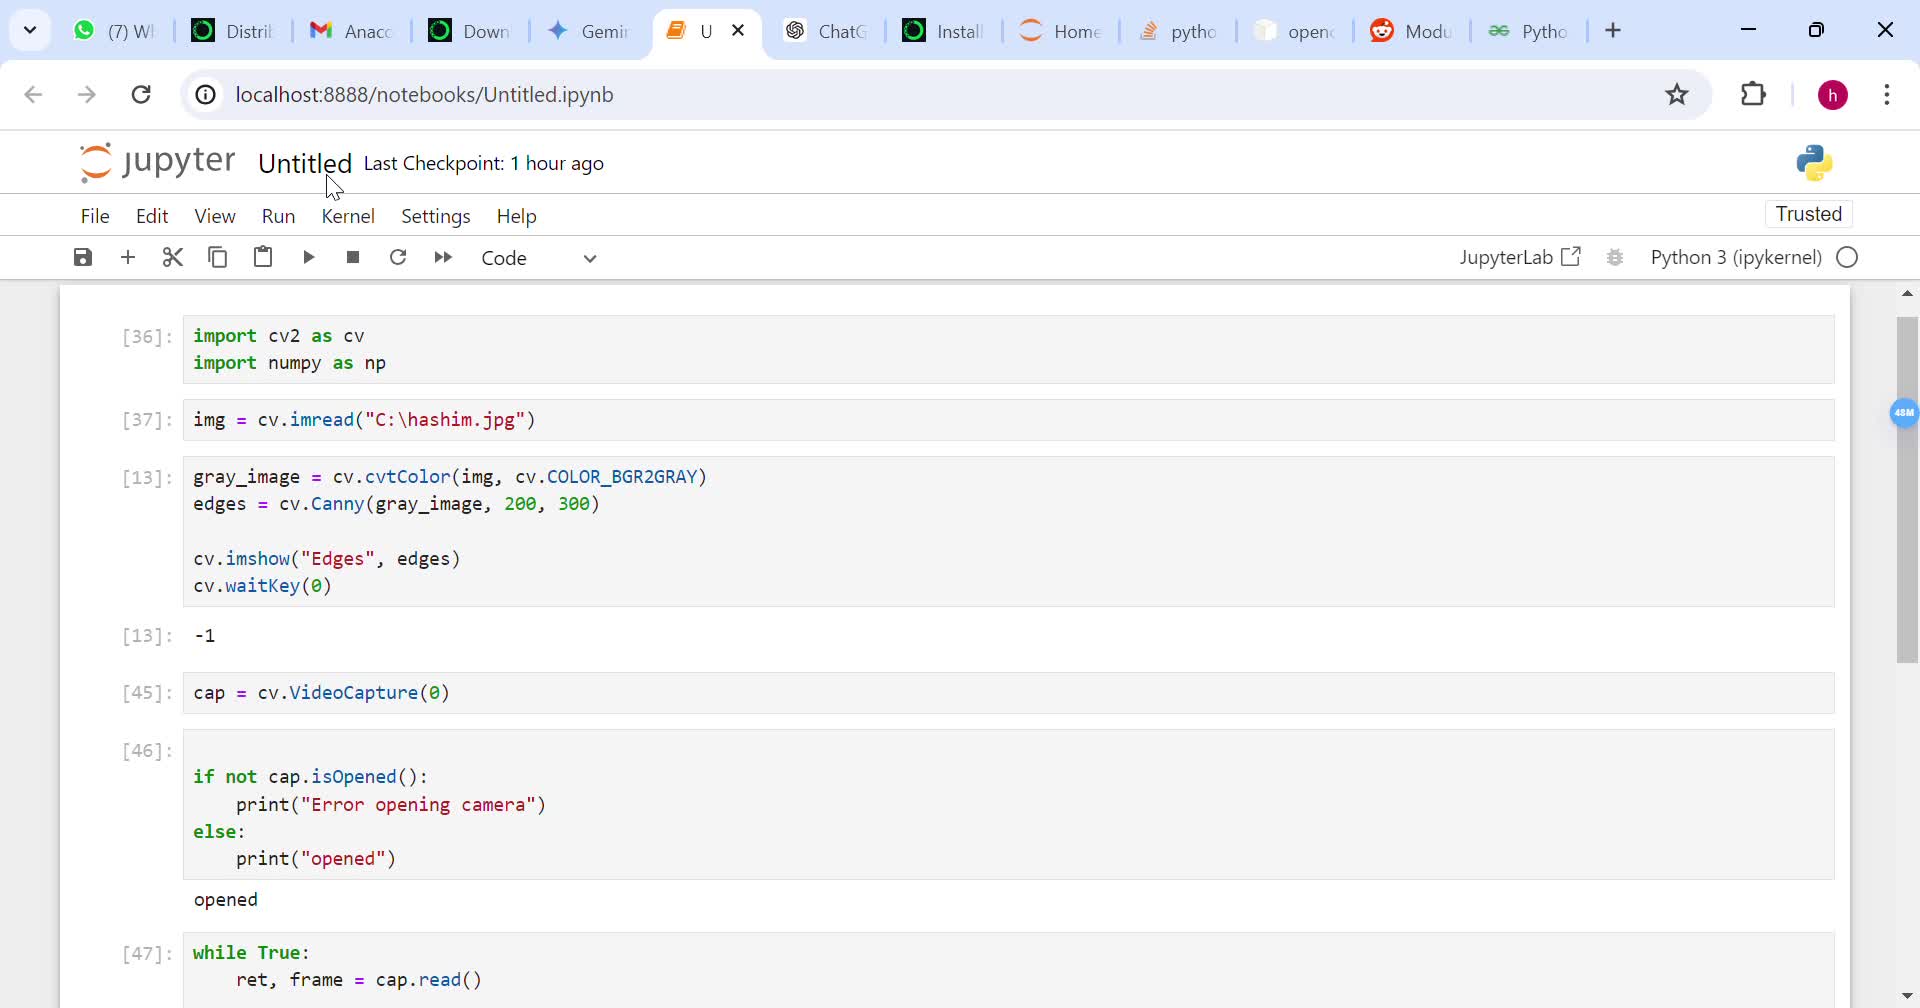 (7) W
Distri
Anaco
Down
Gemin
U
ChatG
Install
Home
pytho
openc
Modu
Pytho
localhost:8888/notebooks/Untitled.ipynb
h
jupyter Untitled Last Checkpoint: 1 hour ago
File Edit View Run Kernel Settings Help
Trusted
Code
JupyterLab
Python 3 (ipykernel)
48M
[36]: import cv2 as cv
import numpy as np
[37]: img = cv.imread("C:\hashim.jpg")
[13]: gray_image = cv.cvtColor(img, cv.COLOR_BGR2GRAY)
edges = cv.Canny(gray_image, 200, 300)
cv.imshow("Edges", edges)
cv.waitKey(0)
[13]: -1
[45]: cap = cv.VideoCapture(0)
[46]:
if not cap.isOpened():
    print("Error opening camera")
else:
    print("opened")
opened
[47]: while True:
    ret, frame = cap.read()